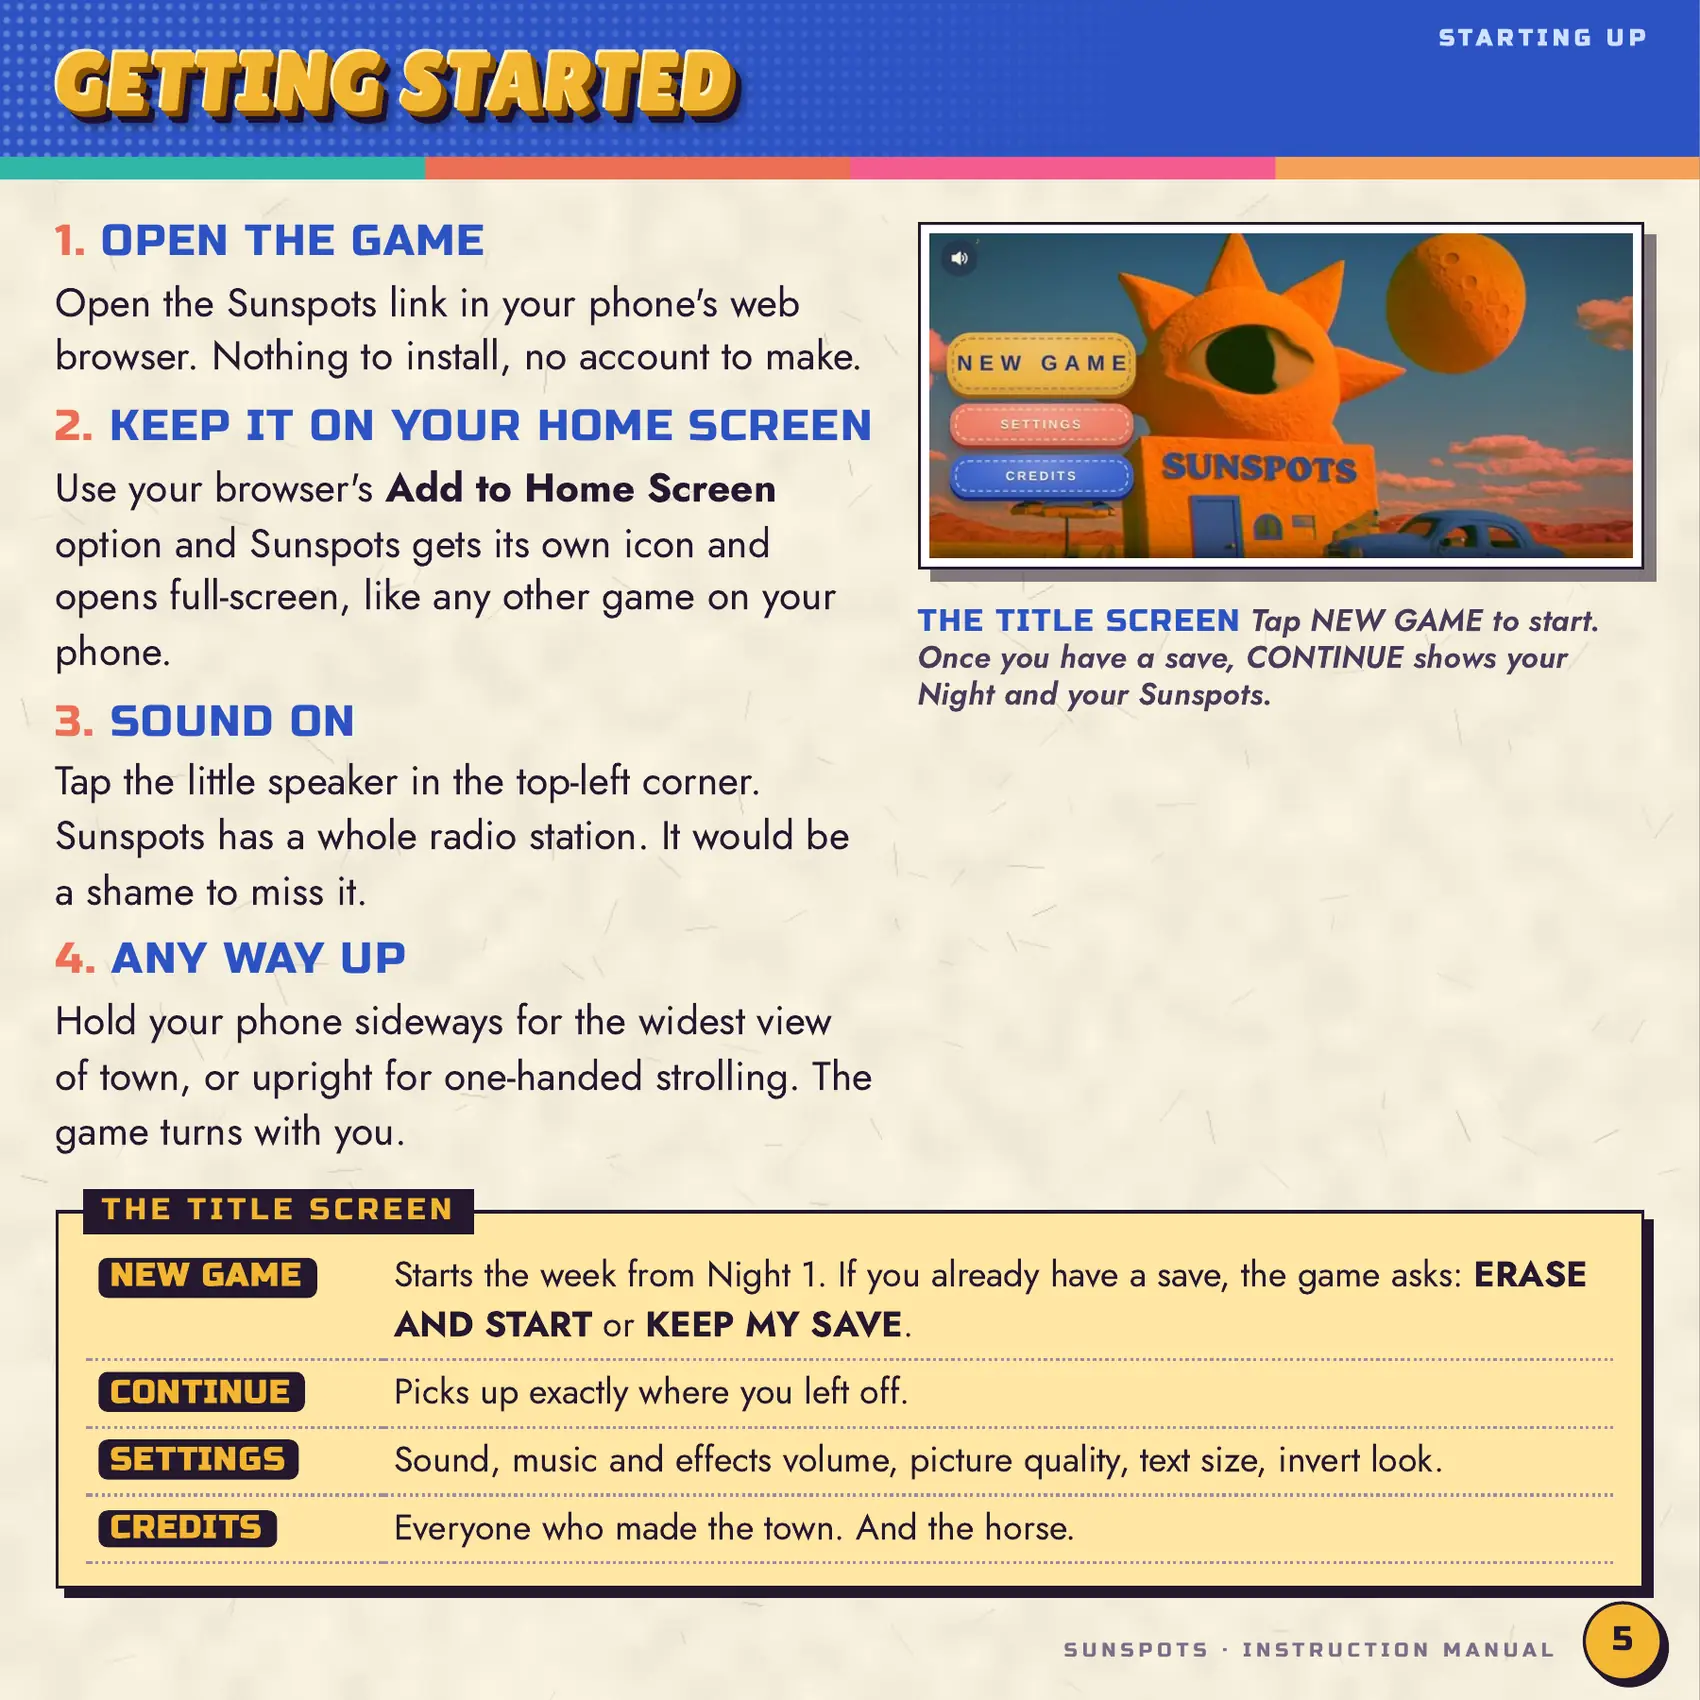 GETTING STARTED
STARTING UP
1. OPEN THE GAME
Open the Sunspots link in your phone's web
browser. Nothing to install, no account to make.
2. KEEP IT ON YOUR HOME SCREEN
Use your browser's Add to Home Screen
option and Sunspots gets its own icon and
opens full-screen, like any other game on your
phone.
3. SOUND ON
Tap the little speaker in the top-left corner.
Sunspots has a whole radio station. It would be
a shame to miss it.
4. ANY WAY UP
Hold your phone sideways for the widest view
of town, or upright for one-handed strolling. The
game turns with you.
NEW GAME
SETTINGS
CREDITS
SUNSPOTS
THE TITLE SCREEN Tap NEW GAME to start.
Once you have a save, CONTINUE shows your
Night and your Sunspots.
THE TITLE SCREEN
NEW GAME Starts the week from Night 1. If you already have a save, the game asks: ERASE
AND START or KEEP MY SAVE.
CONTINUE Picks up exactly where you left off.
SETTINGS Sound, music and effects volume, picture quality, text size, invert look.
CREDITS Everyone who made the town. And the horse.
SUNSPOTS · INSTRUCTION MANUAL 5